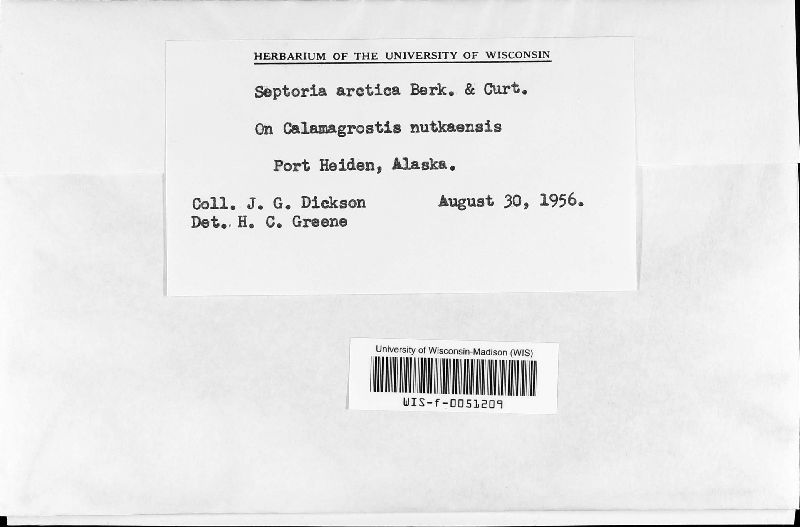 HERBARIUM OF THE UNIVERSITY OF WISCONSIN
Septoria arctica Berk. & Curt.
On Calamagrostis nutkaensis
Port Heiden, Alaska.
Coll. J. G. Dickson August 30, 1956.
Det. H. C. Greene
University of Wisconsin-Madison (WIS)
WIS-f-0051209